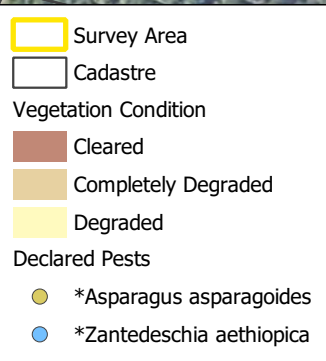 Survey Area
Cadastre
Vegetation Condition
Cleared
Completely Degraded
Degraded
Declared Pests
*Asparagus asparagoides
*Zantedeschia aethiopica